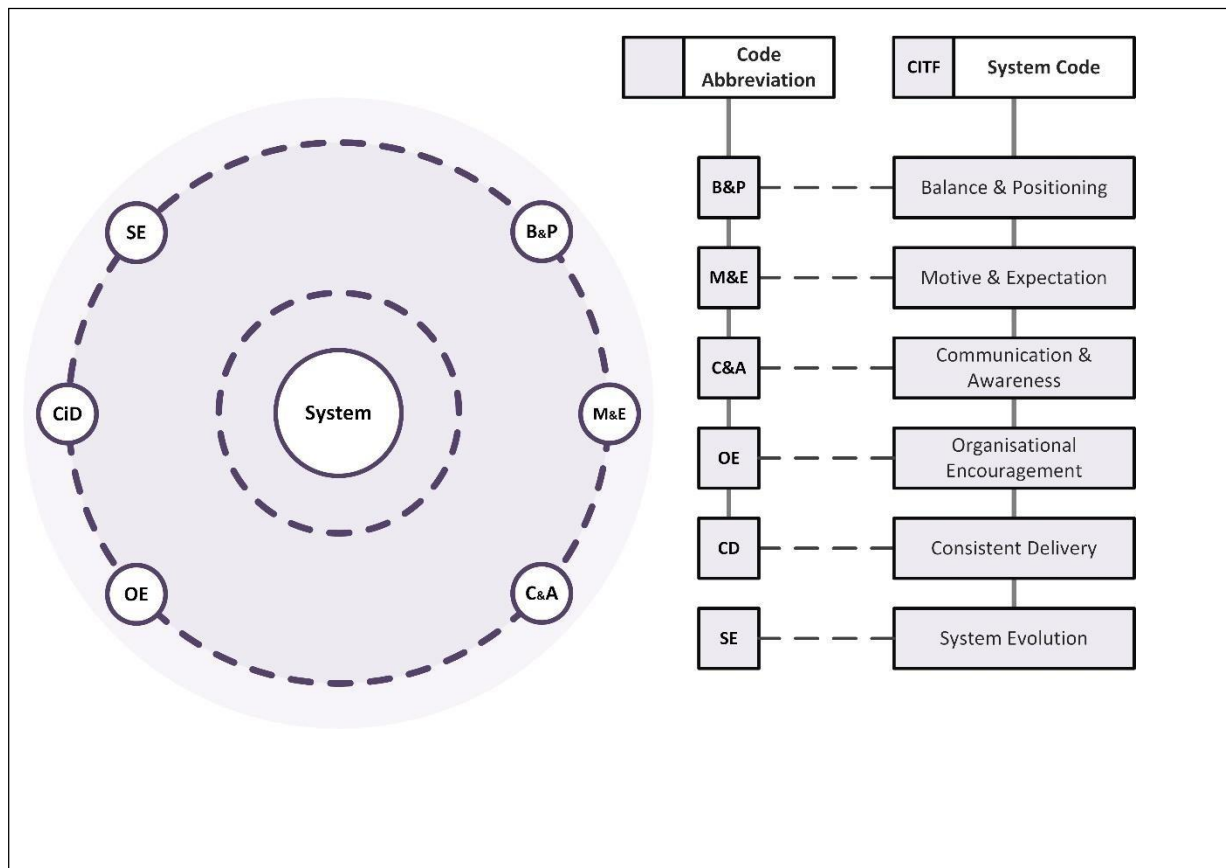 SE
B&P
CiD
System
M&E
OE
C&A
Code
Abbreviation
CITF
System Code
B&P
Balance & Positioning
M&E
Motive & Expectation
C&A
Communication &
Awareness
OE
Organisational
Encouragement
CD
Consistent Delivery
SE
System Evolution